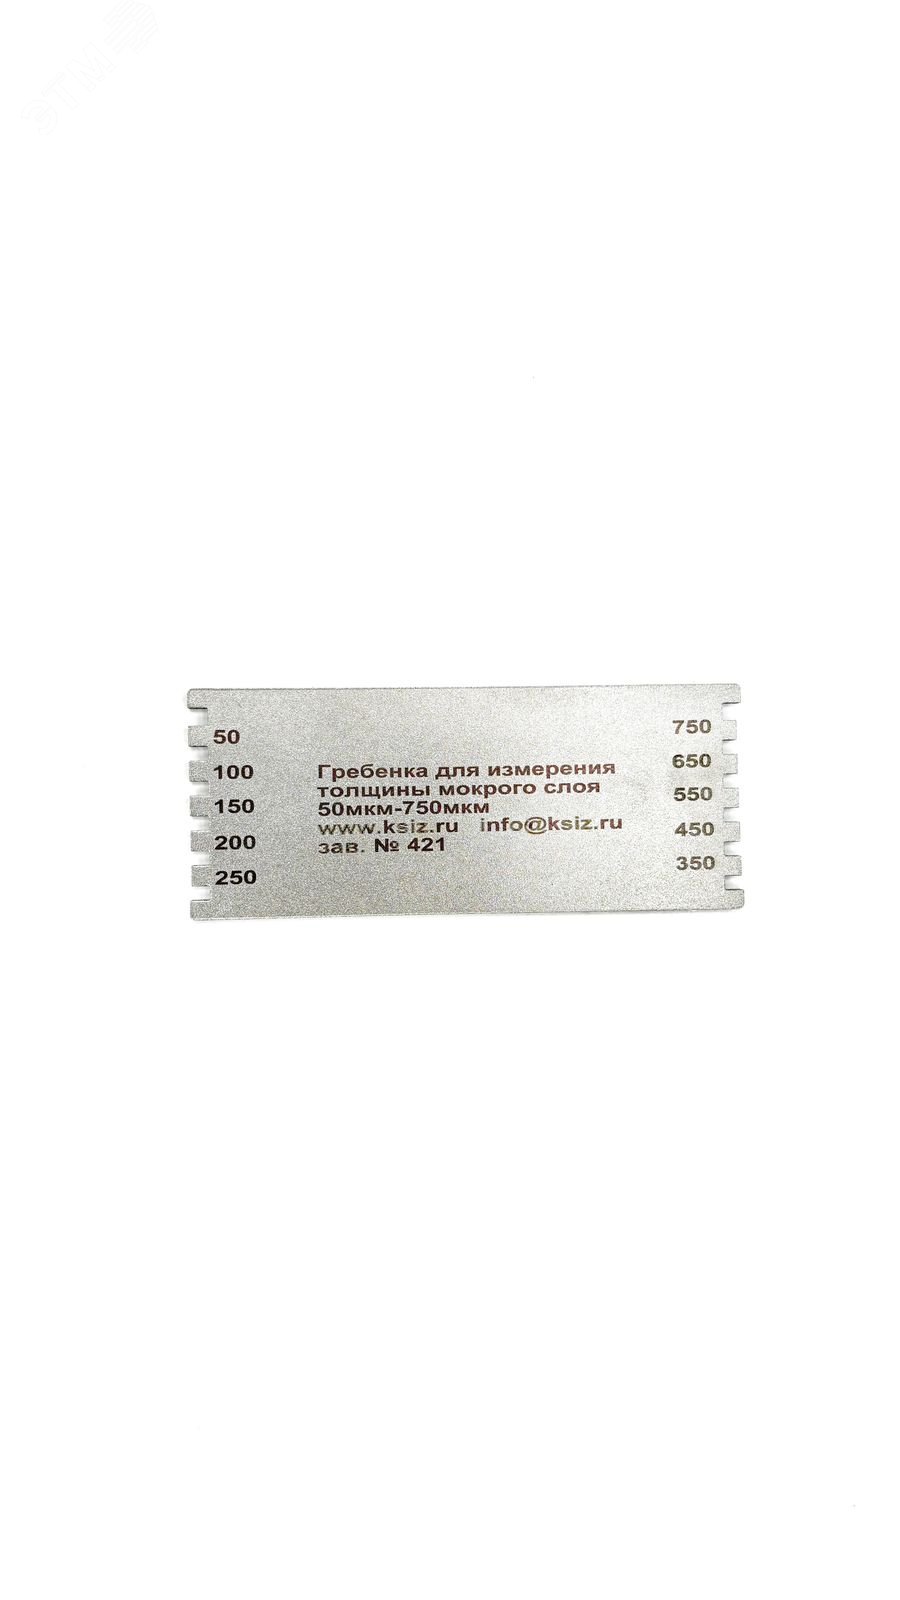 ЭТМ
50
100
150
200
250
Гребенка для измерения
толщины мокрого слоя
50мкм-750мкм
www.ksiz.ru info@ksiz.ru
зав. № 421
750
650
550
450
350